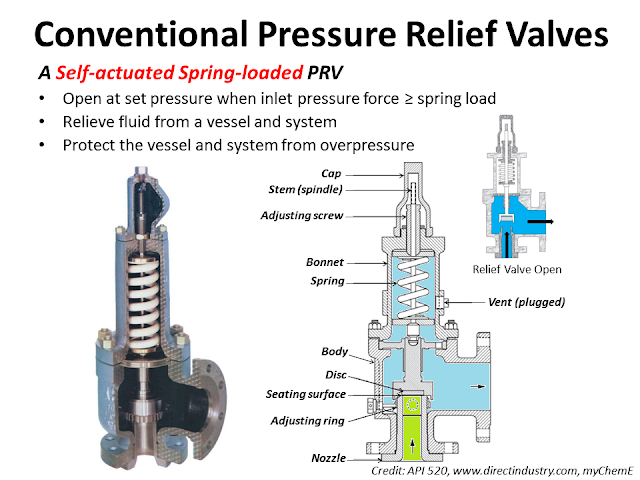 Conventional Pressure Relief Valves
A Self-actuated Spring-loaded PRV
• Open at set pressure when inlet pressure force ≥ spring load
• Relieve fluid from a vessel and system
• Protect the vessel and system from overpressure
Cap
Stem (spindle)
Adjusting screw
Bonnet
Spring
Vent (plugged)
Body
Disc
Seating surface
Adjusting ring
Nozzle
Relief Valve Open
Credit: API 520, www.directindustry.com, myChemE